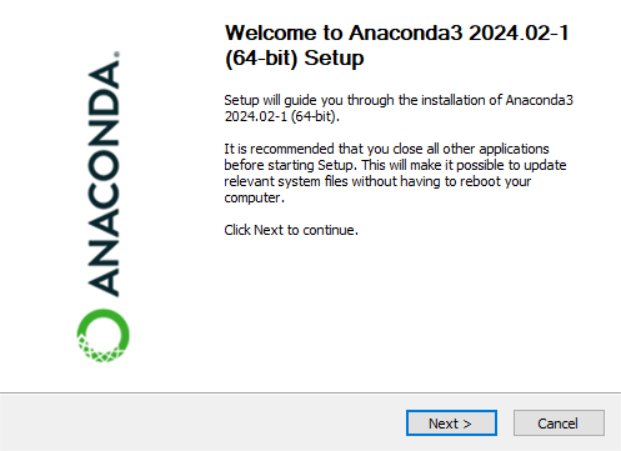 ANACONDA.
Welcome to Anaconda3 2024.02-1
(64-bit) Setup
Setup will guide you through the installation of Anaconda3
2024.02-1 (64-bit).
It is recommended that you close all other applications
before starting Setup. This will make it possible to update
relevant system files without having to reboot your
computer.
Click Next to continue.
Next >
Cancel